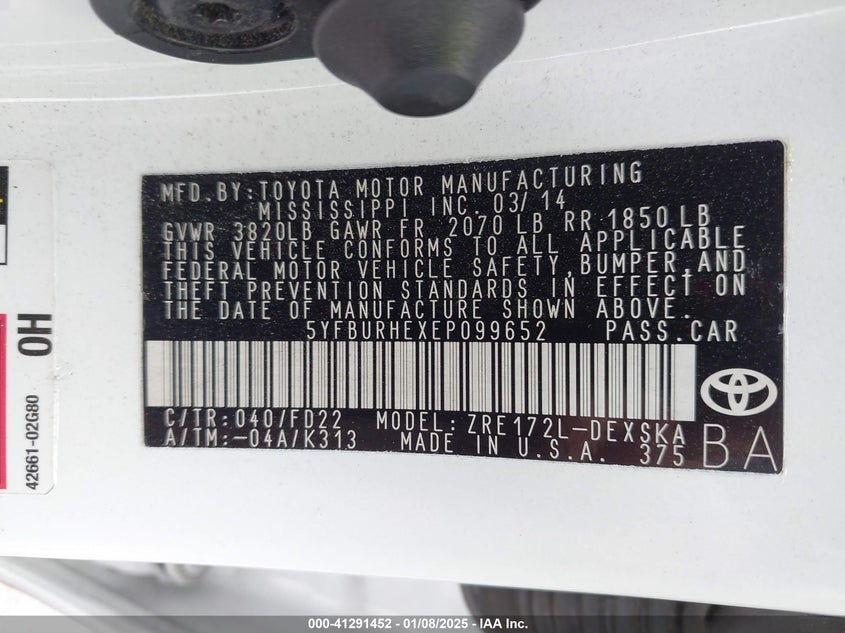 MFD.BY:TOYOTA MOTOR MANUFACTURING
MISSISSIPPI INC. 03/14
GVWR 3820LB GAWR FR 2070 LB RR 1850 LB
THIS VEHICLE CONFORMS TO ALL APPLICABLE
FEDERAL MOTOR VEHICLE SAFETY, BUMPER, AND
THEFT PREVENTION STANDARDS IN EFFECT ON
THE DATE OF MANUFACTURE SHOWN ABOVE.
5YFBURHEXEP099652 PASS.CAR
C/TR: 040/FD22 MODEL: ZRE172L-DEXSKA
A/TM:-04A/K313 MADE IN U.S.A. 375 BA
0H
42661-02G80
000-41291452 - 01/08/2025 - IAA Inc.